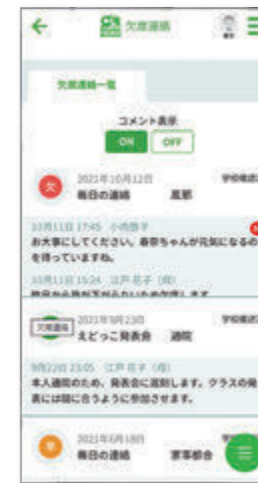 欠席連絡
欠席連絡一覧
コメント表示
ON OFF
2021年10月12日
欠 毎日の連絡 風邪
10月11日 17:45
お大事にしてください。春奈ちゃんが元気になるの
を待っていますね。
10月11日 15:24 江戸 花子 (母)
2021年9月23日
えどっこ発表会 通院
9月22日 23:05 江戸 花子 (母)
本人通院のため、発表会に遅刻します。クラスの発
表には間に合うように参加させます。
2021年6月18日
早 毎日の連絡 家事都合